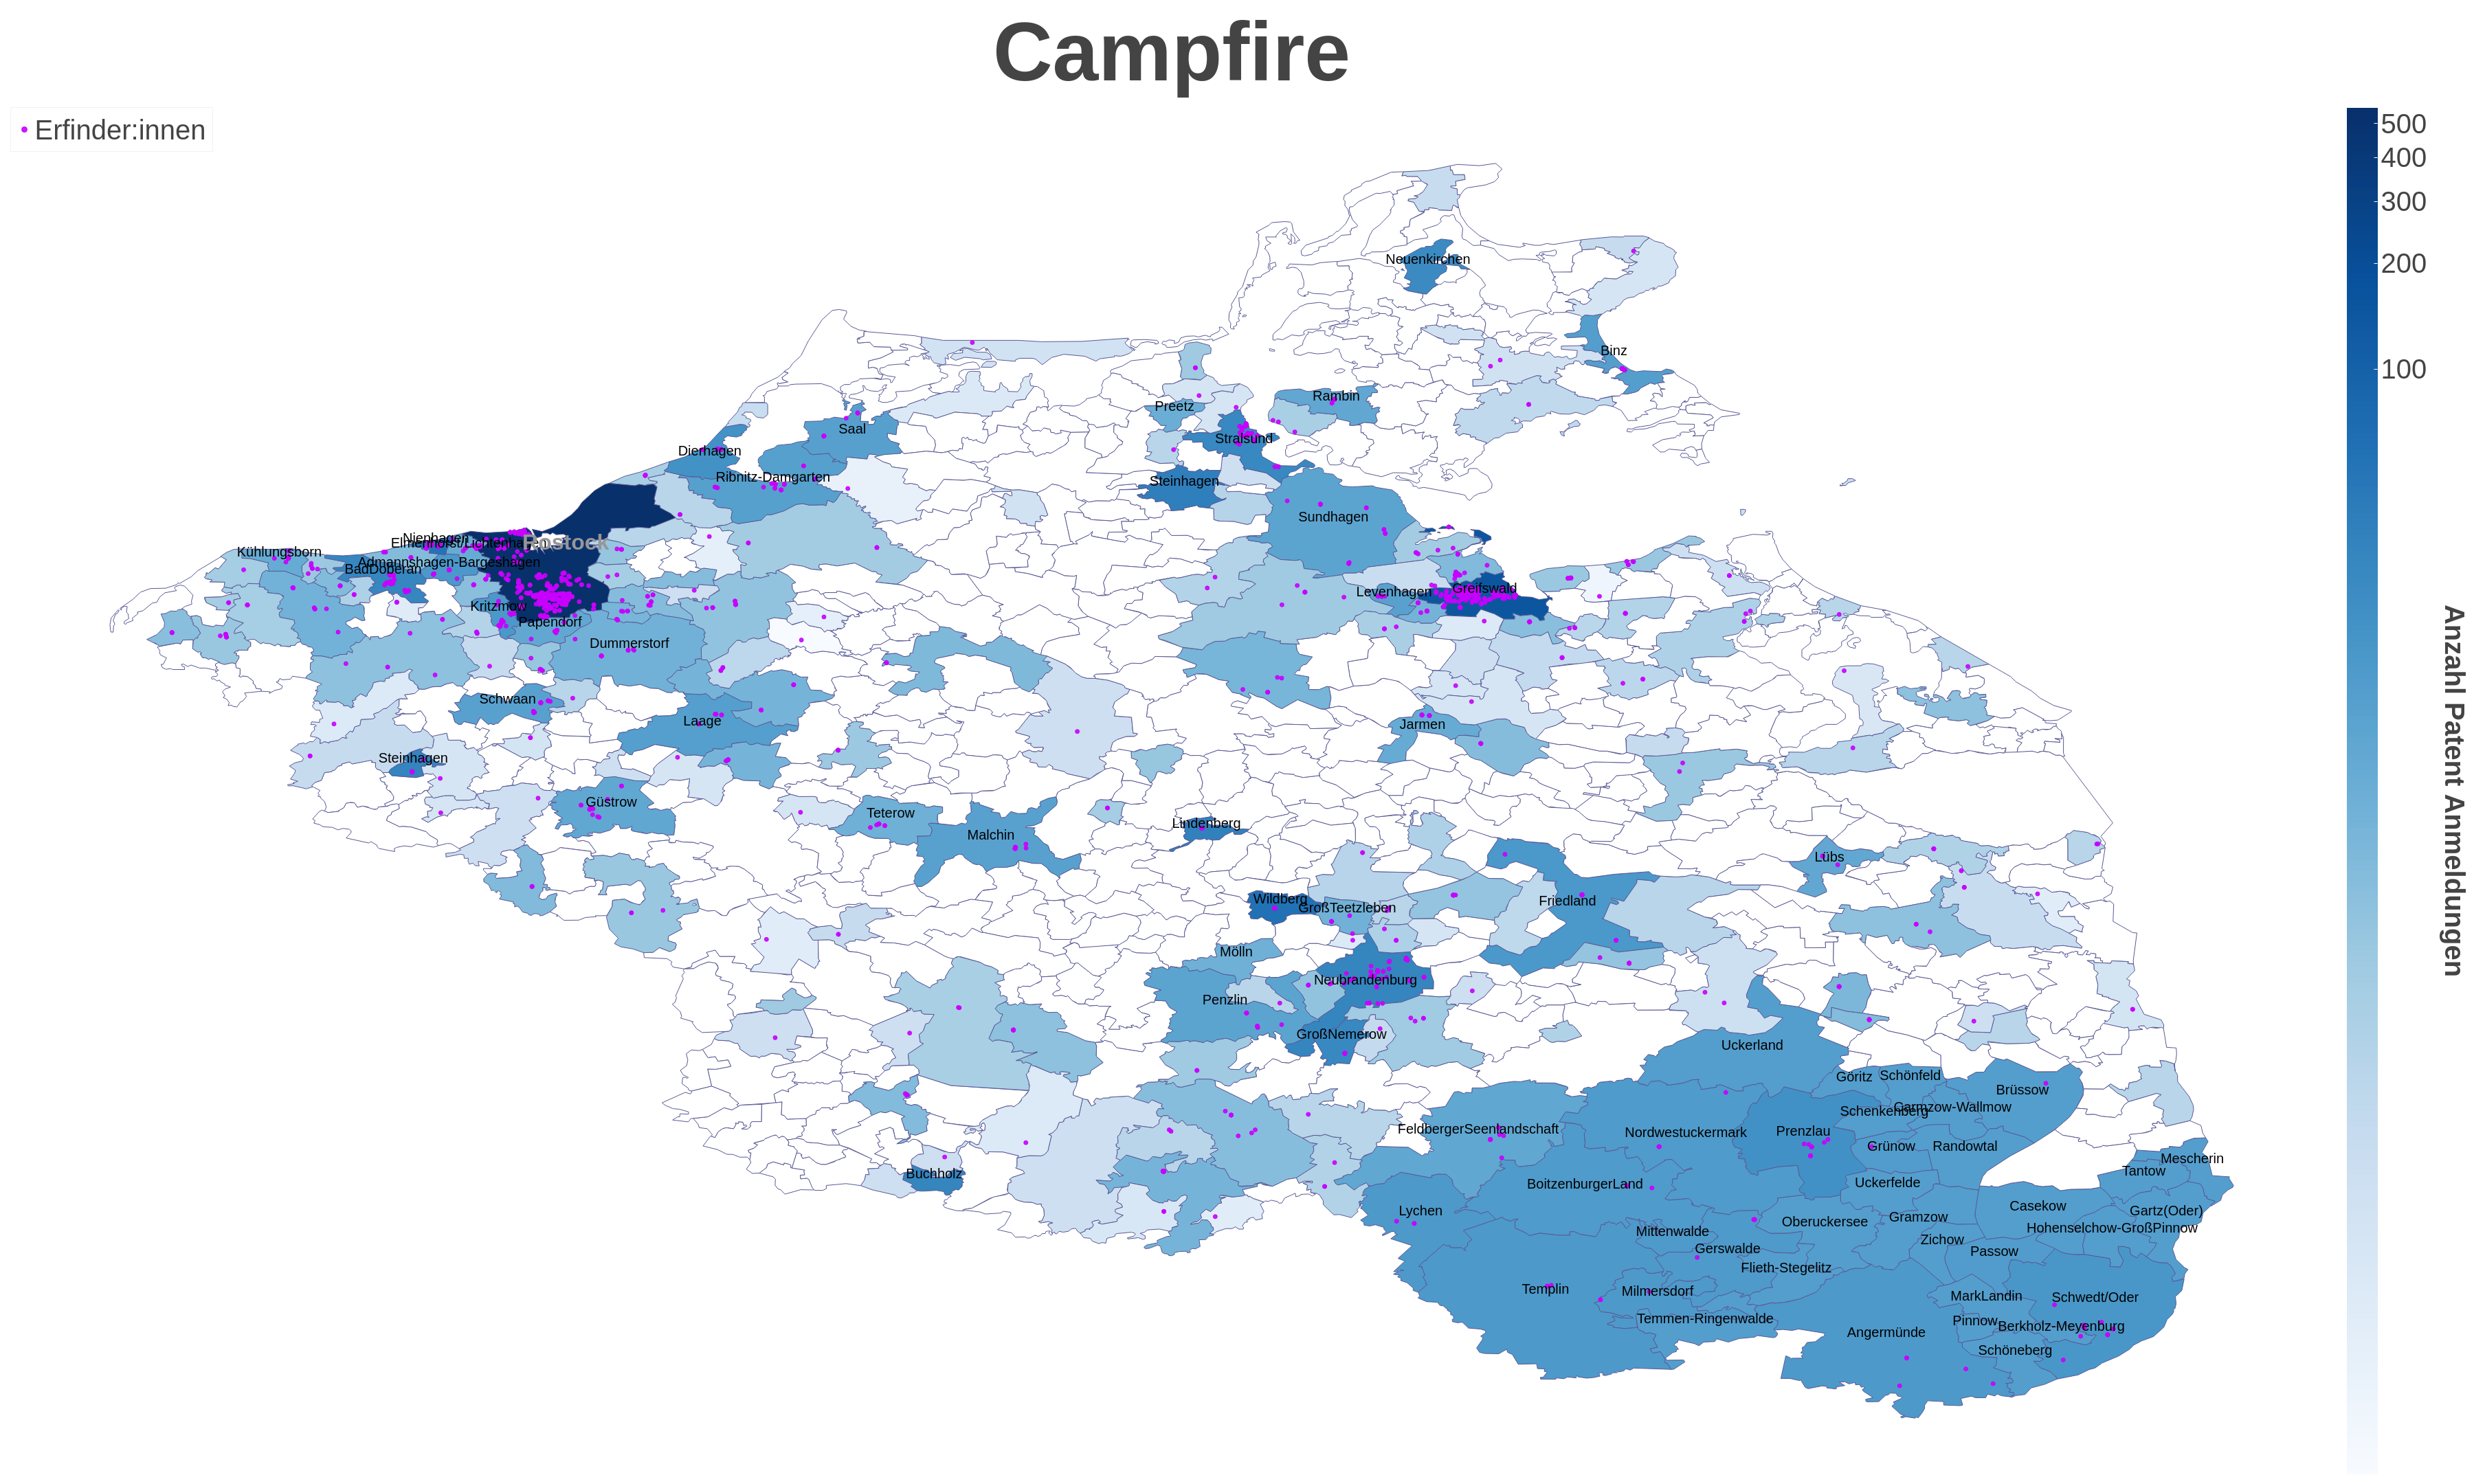 Campfire
Erfinder:innen
500
400
300
200
100
Anzahl Patent Anmeldungen
Neuenkirchen
Binz
Rambin
Preetz
Saal
Stralsund
Dierhagen
Ribnitz-Damgarten
Steinhagen
Sundhagen
Nienhagen
Elmenhorst/Lichtenhagen
Rostock
Kühlungsborn
Admannshagen-Bargeshagen
BadDoberan
Greifswald
Levenhagen
Kritzmow
Papendorf
Dummerstorf
Schwaan
Laage
Jarmen
Steinhagen
Güstrow
Teterow
Lindenberg
Malchin
Lübs
Wildberg
GroßTeetzleben
Friedland
Mölln
Neubrandenburg
Penzlin
GroßNemerow
Uckerland
Göritz
Schönfeld
Brüssow
Schenkenberg
Carmzow-Wallmow
FeldbergerSeenlandschaft
Nordwestuckermark
Prenzlau
Grünow
Randowtal
Mescherin
Tantow
Buchholz
BoitzenburgerLand
Uckerfelde
Lychen
Casekow
Gartz(Oder)
Gramzow
Oberuckersee
Hohenselchow-GroßPinnow
Mittenwalde
Zichow
Gerswalde
Passow
Flieth-Stegelitz
Templin
Milmersdorf
MarkLandin
Schwedt/Oder
Temmen-Ringenwalde
Pinnow
Berkholz-Meyenburg
Angermünde
Schöneberg